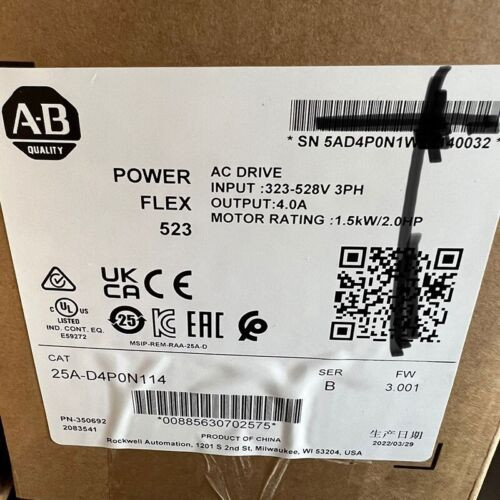 A-B
QUALITY
* SN 5AD4P0N1W 40032 *
POWER
FLEX
523
AC DRIVE
INPUT :323-528V 3PH
OUTPUT:4.0A
MOTOR RATING :1.5kW/2.0HP
UK
CA CE
C UL US
LISTED
IND. CONT. EQ.
E59272
25
EAC
MSIP-REM-RAA-25A-D
CAT
25A-D4P0N114
SER
B
FW
3.001
PN-350692
2083541
*00885630702575*
PRODUCT OF CHINA
Rockwell Automation, 1201 S 2nd St, Milwaukee, WI 53204, USA
生产日期
2022/03/29